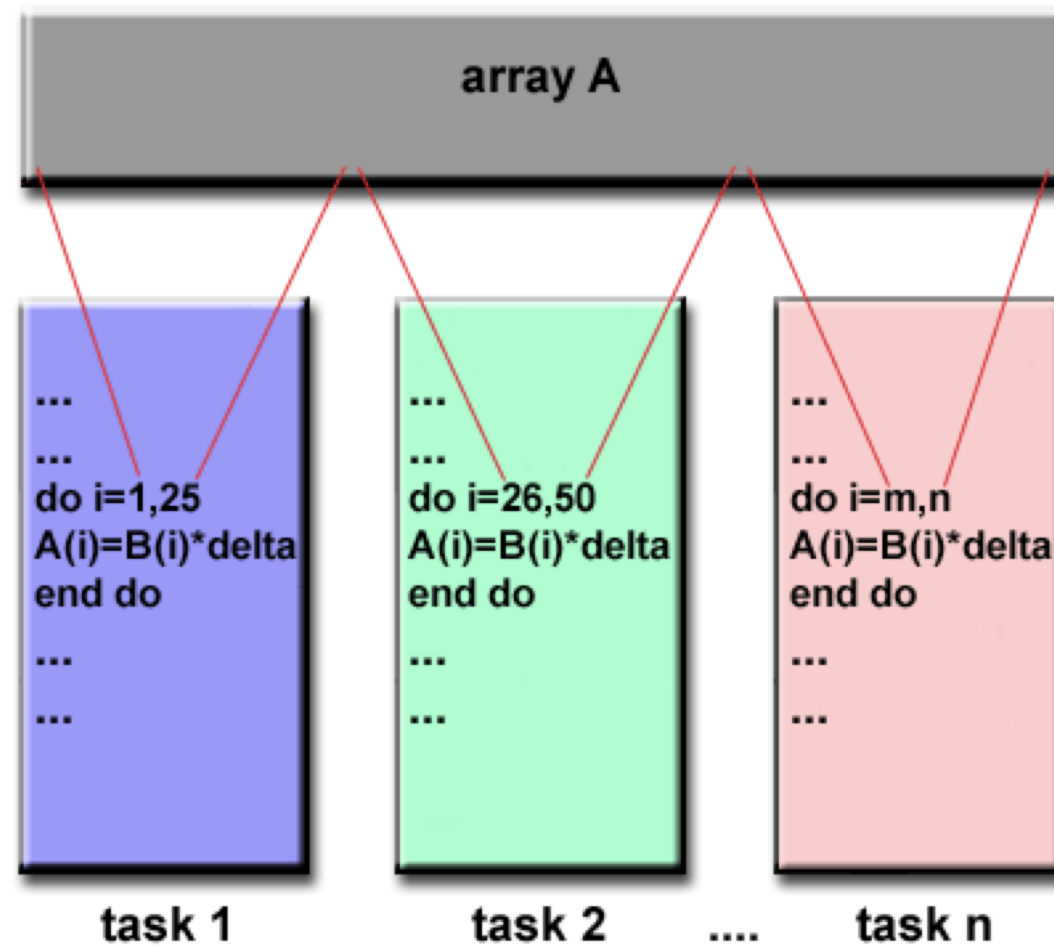 array A
...
...
do i=1,25
A(i)=B(i)*delta
end do
...
...
...
...
do i=26,50
A(i)=B(i)*delta
end do
...
...
...
...
do i=m,n
A(i)=B(i)*delta
end do
...
...
task 1 task 2 .... task n